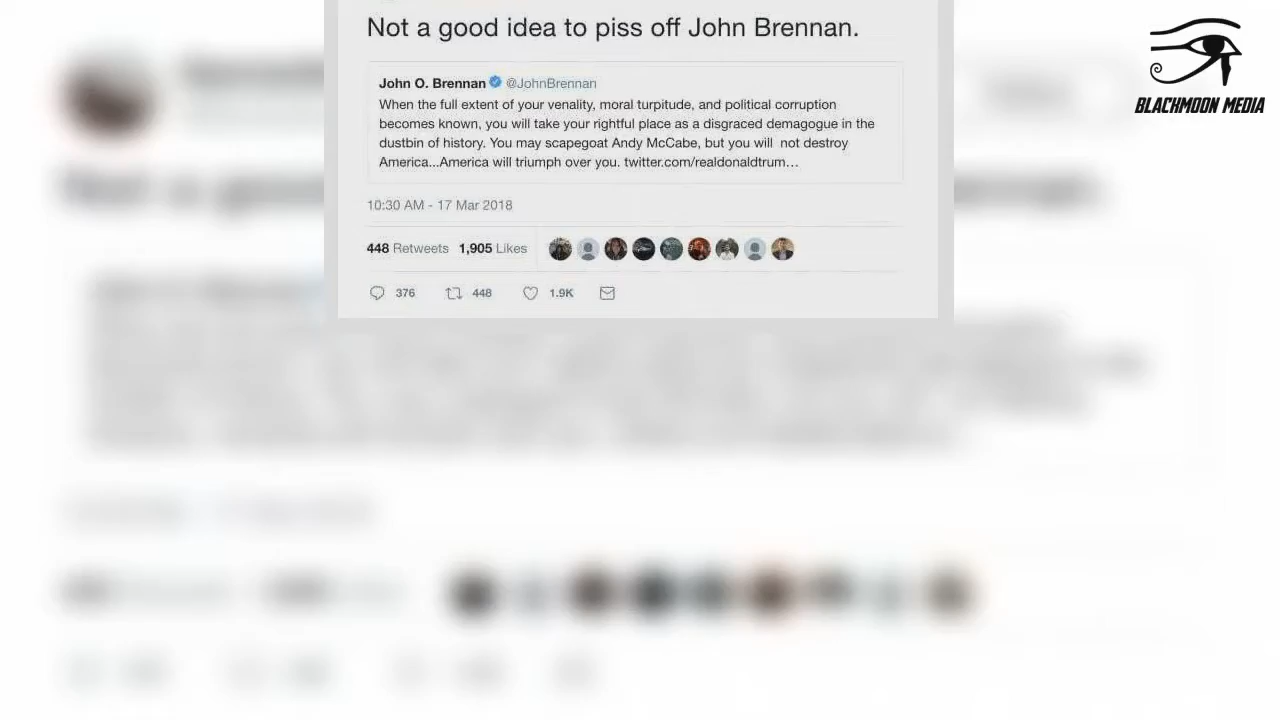 Not a good idea to piss off John Brennan.
John O. Brennan @JohnBrennan
When the full extent of your venality, moral turpitude, and political corruption
becomes known, you will take your rightful place as a disgraced demagogue in the
dustbin of history. You may scapegoat Andy McCabe, but you will  not destroy
America...America will triumph over you. twitter.com/realdonaldtrum…
10:30 AM - 17 Mar 2018
448 Retweets 1,905 Likes
376 448 1.9K
BLACKMOON MEDIA